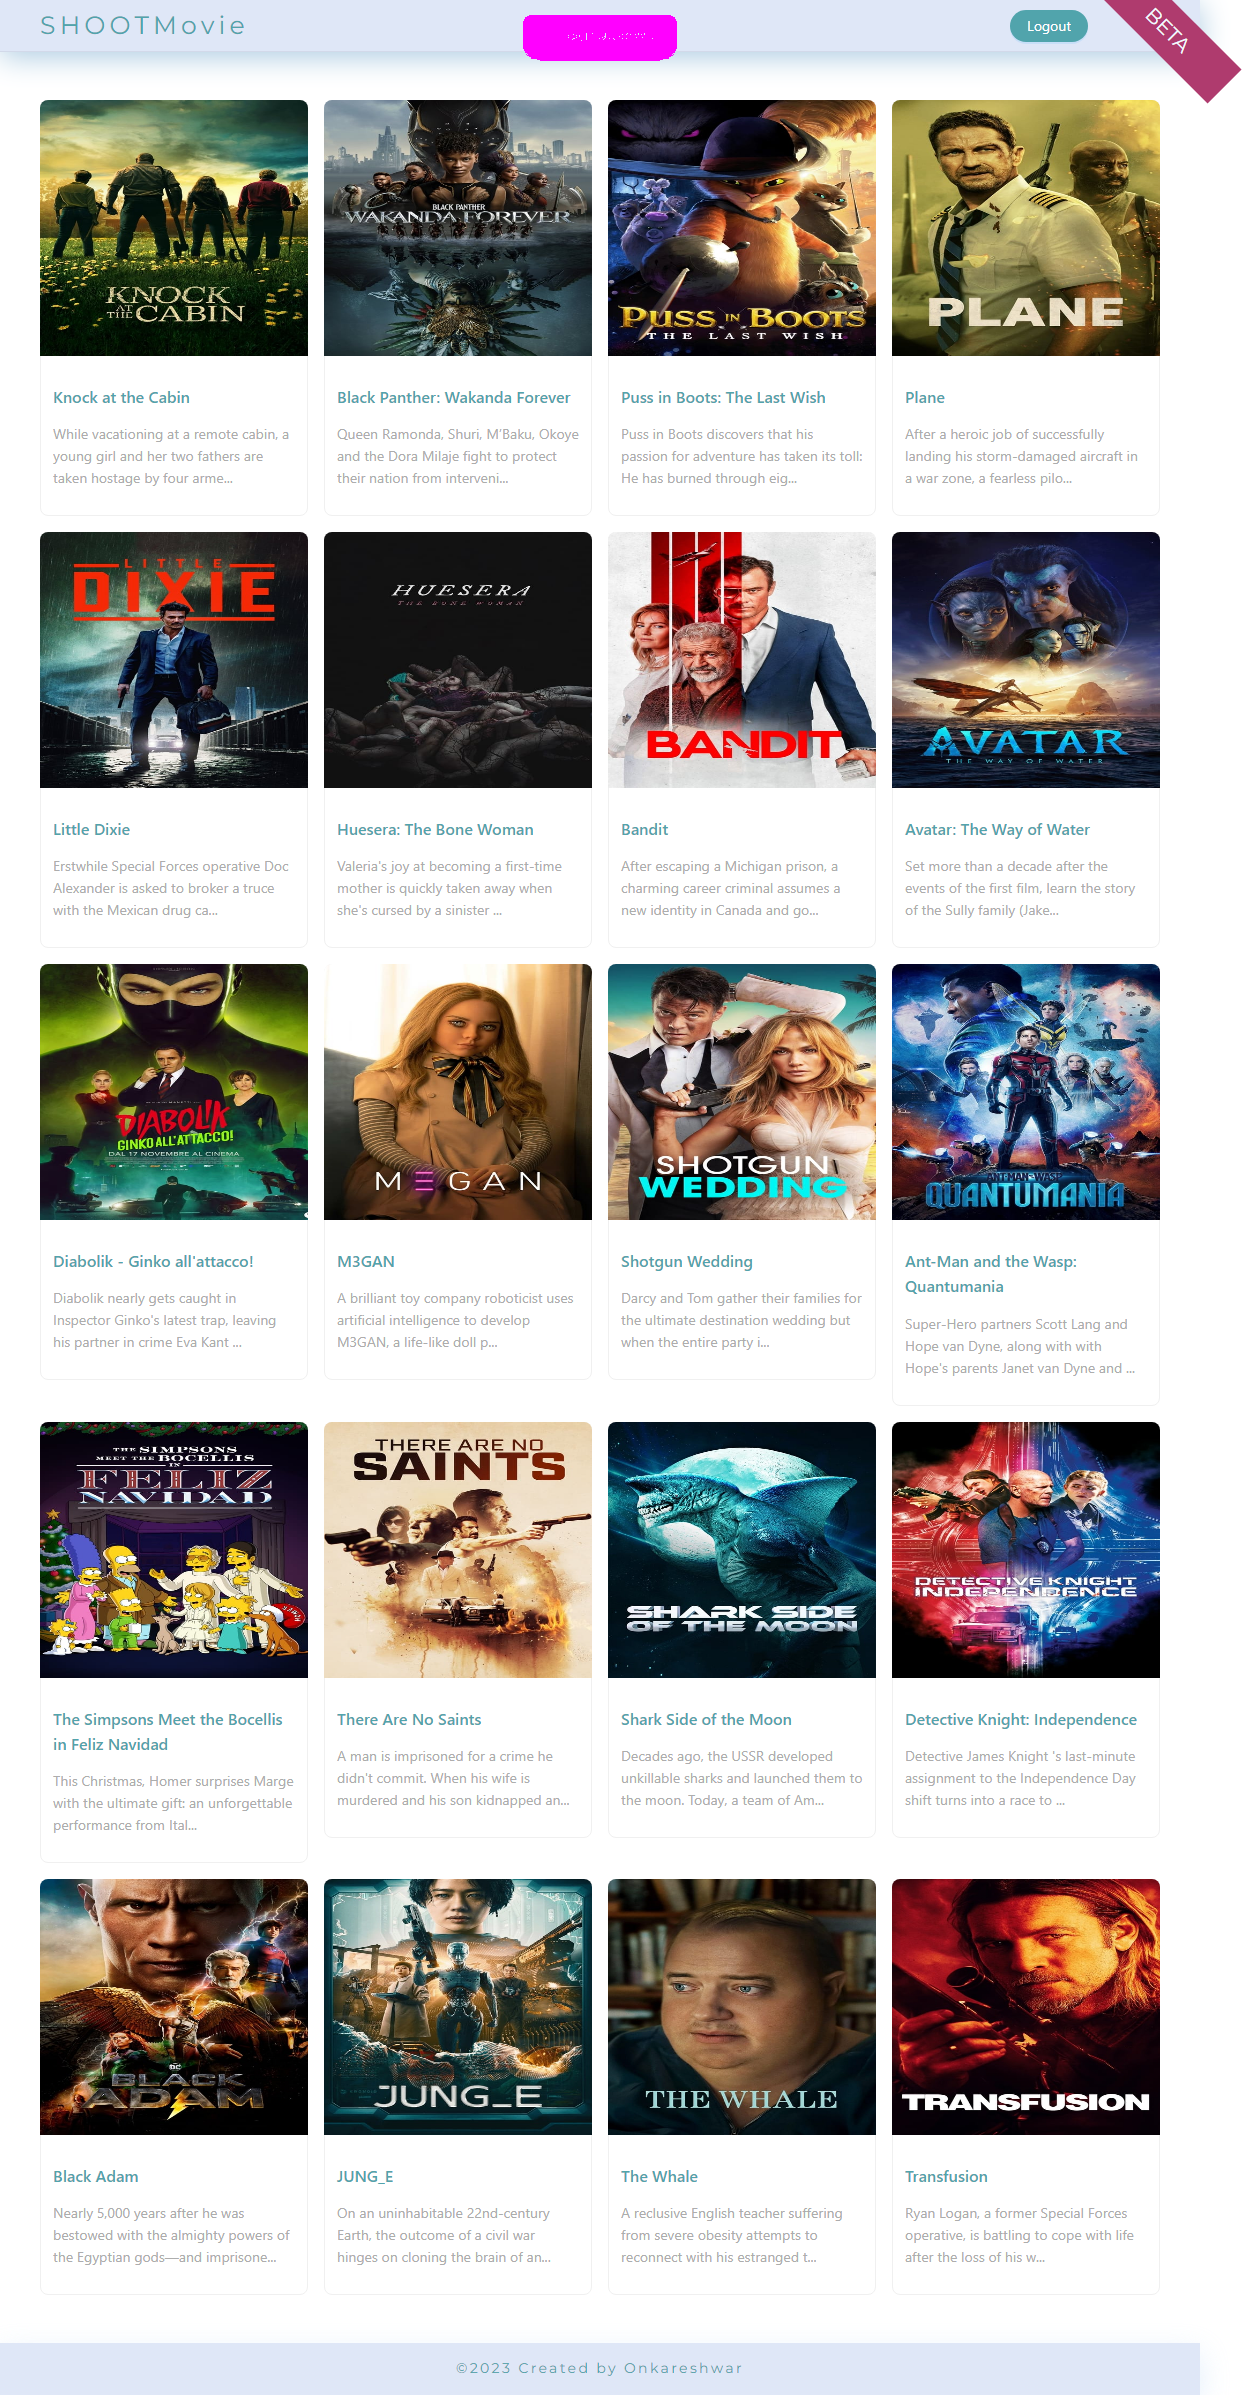 SHOOTMovie
Logout
BETA
KNOCK
AT THE CABIN
BLACK PANTHER
WAKANDA FOREVER
PUSS IN BOOTS
THE LAST WISH
PLANE
Knock at the Cabin
While vacationing at a remote cabin, a
young girl and her two fathers are
taken hostage by four arme...
Black Panther: Wakanda Forever
Queen Ramonda, Shuri, M'Baku, Okoye
and the Dora Milaje fight to protect
their nation from interveni...
Puss in Boots: The Last Wish
Puss in Boots discovers that his
passion for adventure has taken its toll:
He has burned through eig...
Plane
After a heroic job of successfully
landing his storm-damaged aircraft in
a war zone, a fearless pilo...
LITTLE
DIXIE
HUESERA
THE BONE WOMAN
BANDIT
AVATAR
THE WAY OF WATER
Little Dixie
Erstwhile Special Forces operative Doc
Alexander is asked to broker a truce
with the Mexican drug ca...
Huesera: The Bone Woman
Valeria's joy at becoming a first-time
mother is quickly taken away when
she's cursed by a sinister ...
Bandit
After escaping a Michigan prison, a
charming career criminal assumes a
new identity in Canada and go...
Avatar: The Way of Water
Set more than a decade after the
events of the first film, learn the story
of the Sully family (Jake...
DIABOLIK
GINKO ALL'ATTACCO!
DAL 17 NOVEMBRE AL CINEMA
M3GAN
SHOTGUN
WEDDING
ANT-MAN AND THE WASP
QUANTUMANIA
Diabolik - Ginko all'attacco!
Diabolik nearly gets caught in
Inspector Ginko's latest trap, leaving
his partner in crime Eva Kant ...
M3GAN
A brilliant toy company roboticist uses
artificial intelligence to develop
M3GAN, a life-like doll p...
Shotgun Wedding
Darcy and Tom gather their families for
the ultimate destination wedding but
when the entire party i...
Ant-Man and the Wasp:
Quantumania
Super-Hero partners Scott Lang and
Hope van Dyne, along with with
Hope's parents Janet van Dyne and ...
THE SIMPSONS
MEET THE BOCELLIS
IN
FELIZ
NAVIDAD
THERE ARE NO
SAINTS
SHARK SIDE
OF THE MOON
DETECTIVE KNIGHT
INDEPENDENCE
The Simpsons Meet the Bocellis
in Feliz Navidad
This Christmas, Homer surprises Marge
with the ultimate gift: an unforgettable
performance from Ital...
There Are No Saints
A man is imprisoned for a crime he
didn't commit. When his wife is
murdered and his son kidnapped an...
Shark Side of the Moon
Decades ago, the USSR developed
unkillable sharks and launched them to
the moon. Today, a team of Am...
Detective Knight: Independence
Detective James Knight 's last-minute
assignment to the Independence Day
shift turns into a race to ...
DC
BLACK
ADAM
JUNG_E
THE WHALE
TRANSFUSION
Black Adam
Nearly 5,000 years after he was
bestowed with the almighty powers of
the Egyptian gods—and imprisone...
JUNG_E
On an uninhabitable 22nd-century
Earth, the outcome of a civil war
hinges on cloning the brain of an...
The Whale
A reclusive English teacher suffering
from severe obesity attempts to
reconnect with his estranged t...
Transfusion
Ryan Logan, a former Special Forces
operative, is battling to cope with life
after the loss of his w...
©2023 Created by Onkareshwar